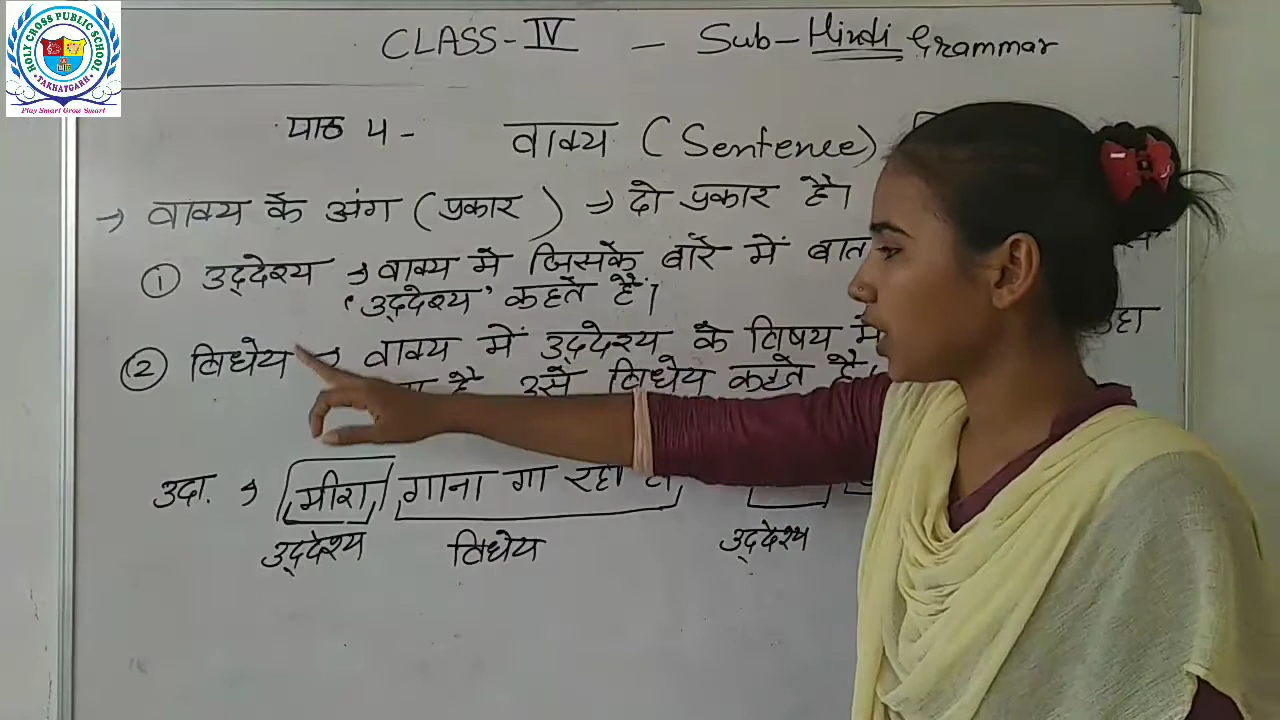 HOLY CROSS PUBLIC SCHOOL
TAKHATGARH
Play Smart Grow Smart
CLASS-IV - Sub-Hindi Grammar
पाठ 4- वाक्य (Sentence)
→ वाक्य के अंग (प्रकार) → दो प्रकार है।
① उद्देश्य → वाक्य में जिसके बारे में बात
'उद्देश्य' कहते हैं।
② विधेय → वाक्य में उद्देश्य के विषय में
है उसे विधेय कहते है।
उदा. → मीरा गाना गा रहा
उद्देश्य विधेय उद्देश्य